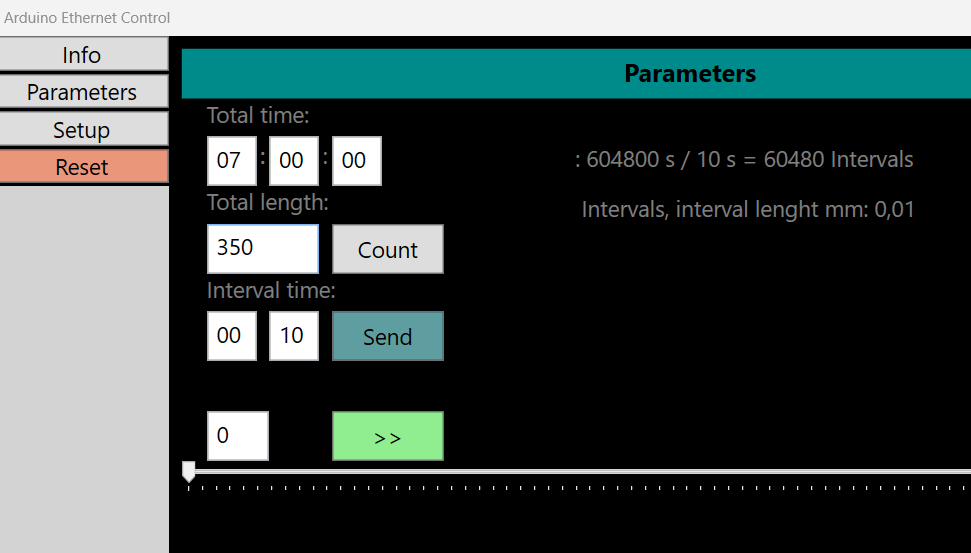 Arduino Ethernet Control
Info
Parameters
Setup
Reset
Parameters
Total time:
07 : 00 : 00
: 604800 s / 10 s = 60480 Intervals
Total length:
Intervals, interval lenght mm: 0,01
350 Count
Interval time:
00 10 Send
0 >>